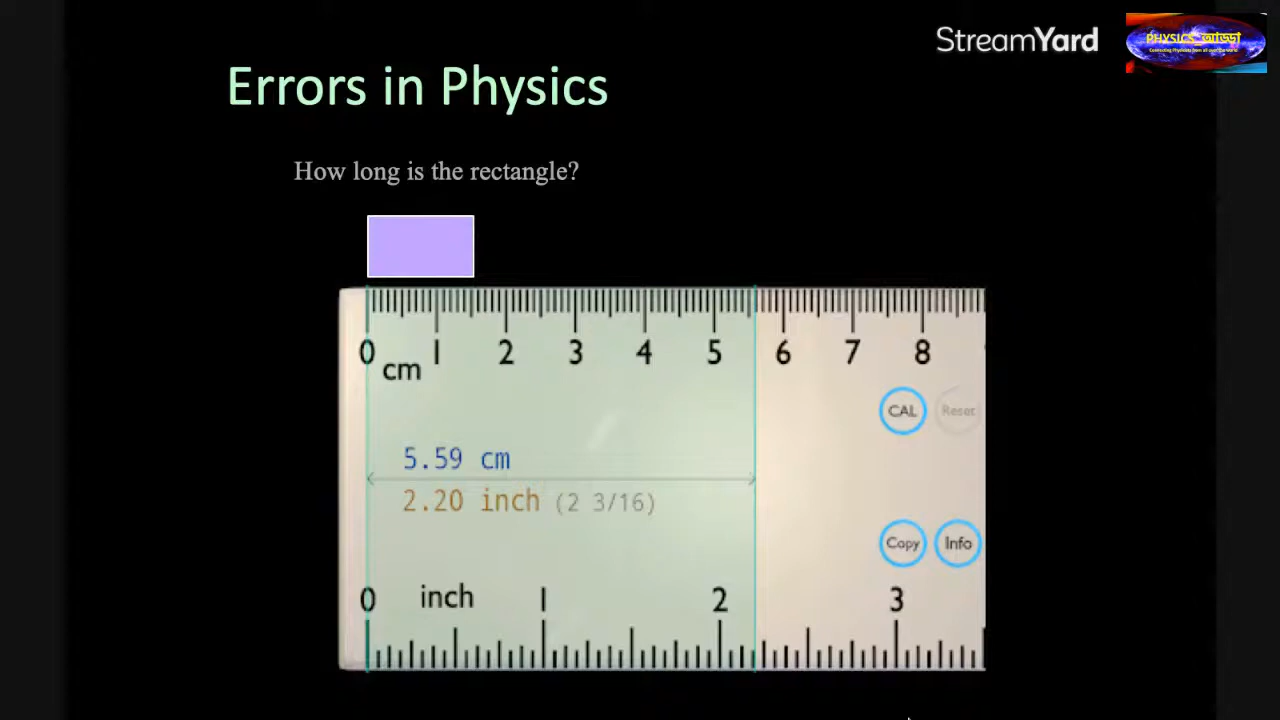 StreamYard
PHYSICS_আড্ডা
Errors in Physics
How long is the rectangle?
0 1 2 3 4 5 6 7 8
cm
CAL Reset
5.59 cm
2.20 inch (2 3/16)
Copy Info
0 inch 1 2 3